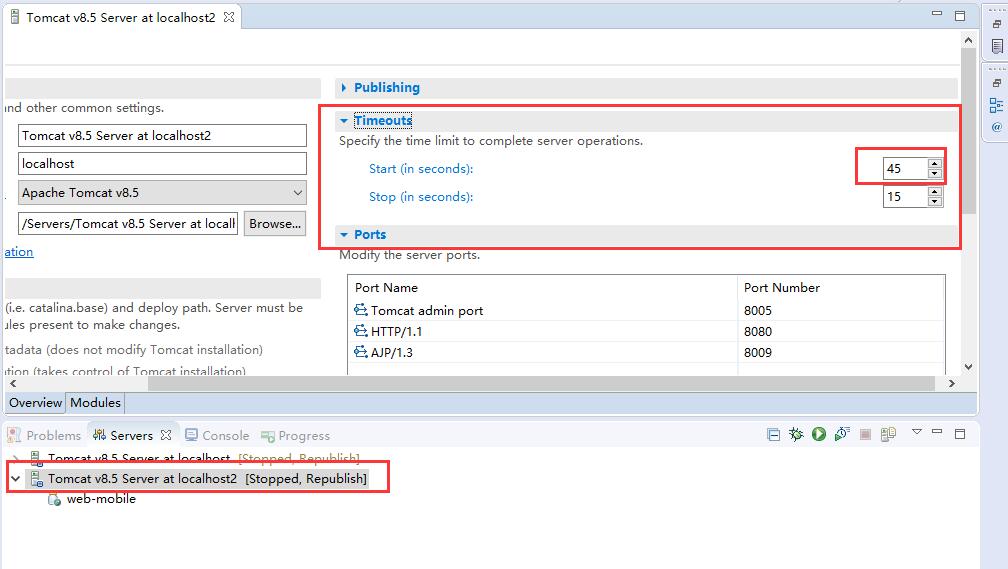 Tomcat v8.5 Server at localhost2
and other common settings.
Tomcat v8.5 Server at localhost2
localhost
Apache Tomcat v8.5
/Servers/Tomcat v8.5 Server at local
Browse...
ation
(i.e. catalina.base) and deploy path. Server must be
ules present to make changes.
tadata (does not modify Tomcat installation)
ation (takes control of Tomcat installation)
Publishing
Timeouts
Specify the time limit to complete server operations.
Start (in seconds): 45
Stop (in seconds): 15
Ports
Modify the server ports.
Port Name Port Number
Tomcat admin port 8005
HTTP/1.1 8080
AJP/1.3 8009
Overview Modules
Problems Servers Console Progress
Tomcat v8.5 Server at localhost [Stopped, Republish]
Tomcat v8.5 Server at localhost2 [Stopped, Republish]
web-mobile